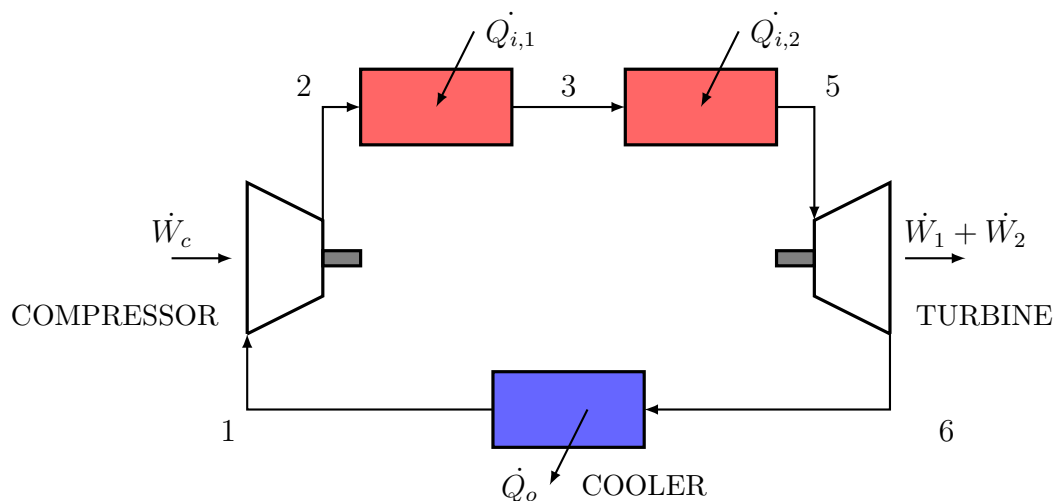 Q̇i,1
Q̇i,2
2
3
5
Ẇc
Ẇ1 + Ẇ2
COMPRESSOR
TURBINE
1
6
Q̇o
COOLER